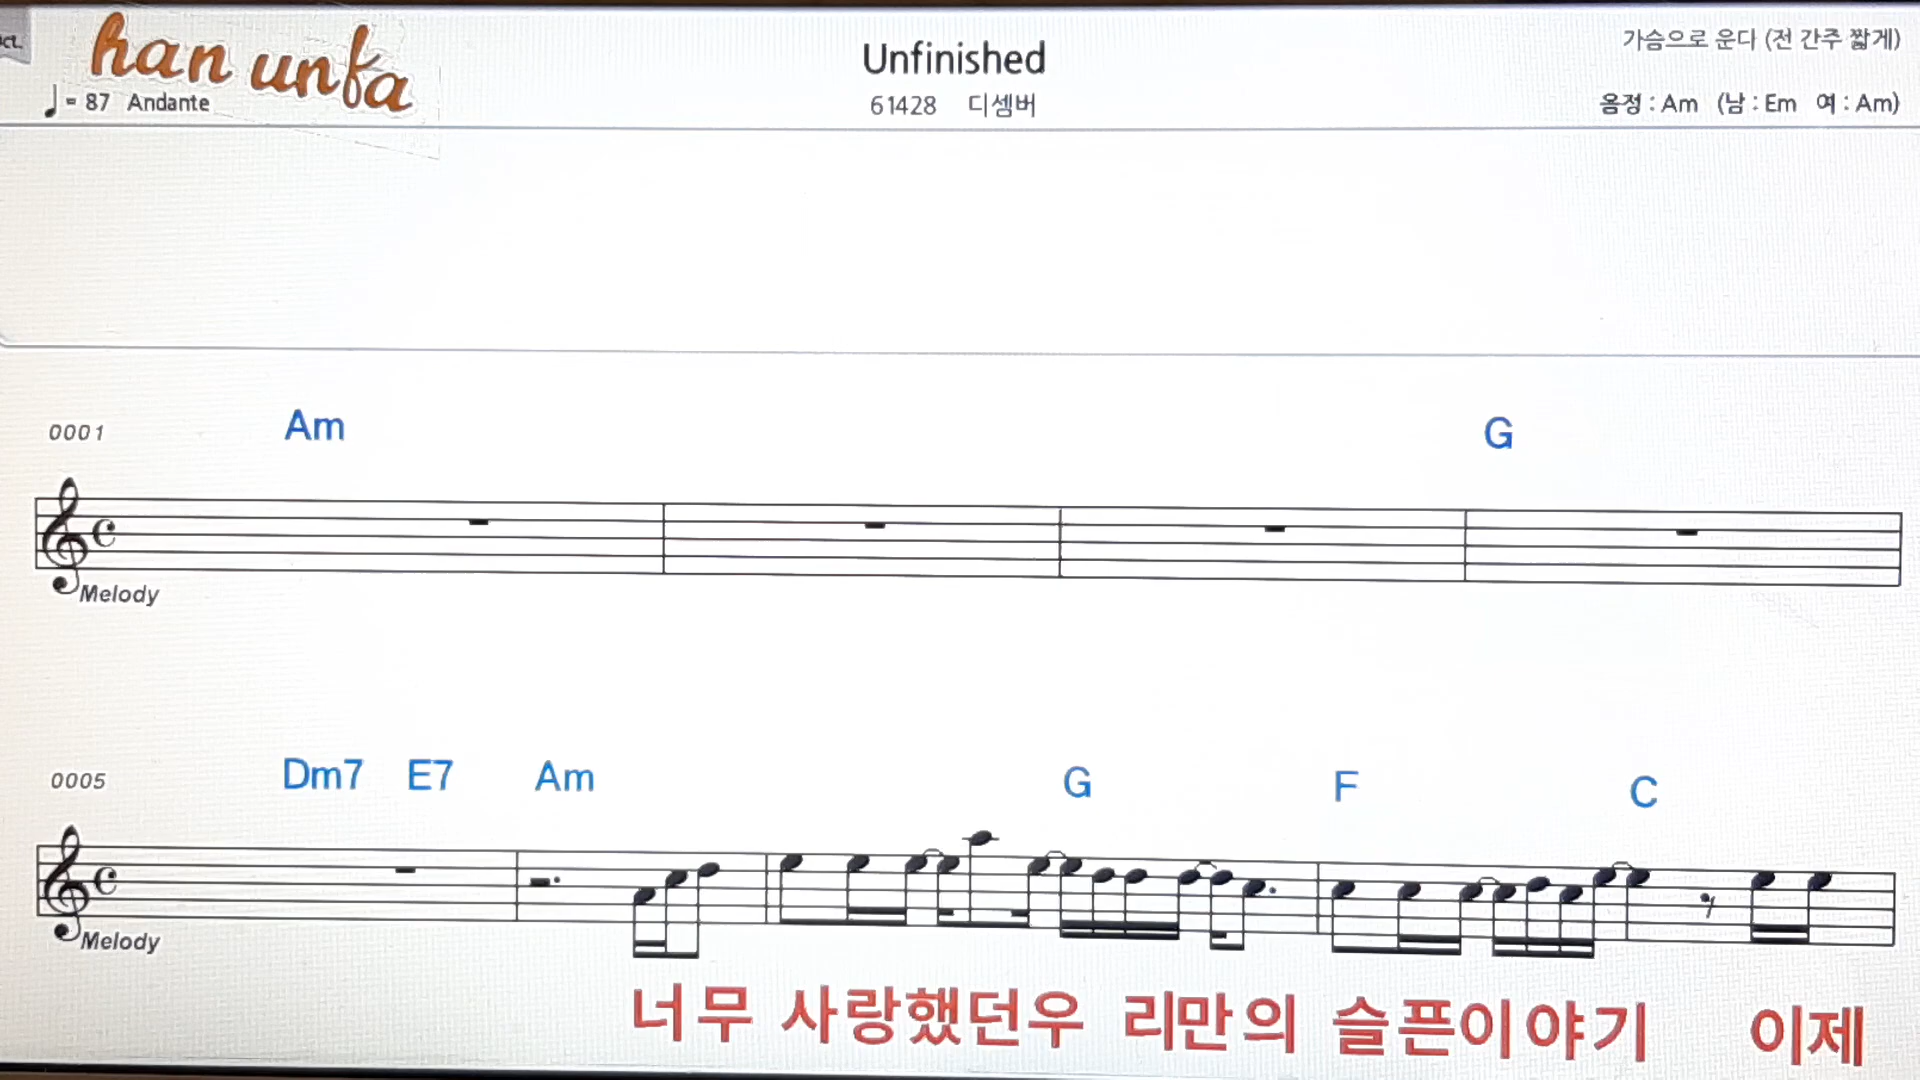 han unfa
♩= 87 Andante
Unfinished
61428 디셈버
가슴으로 운다 (전 간주 짧게)
음정 : Am (남 : Em 여 : Am)
0001 Am G
Melody
0005 Dm7 E7 Am G F C
Melody
너무 사랑했던우 리만의 슬픈이야기 이제